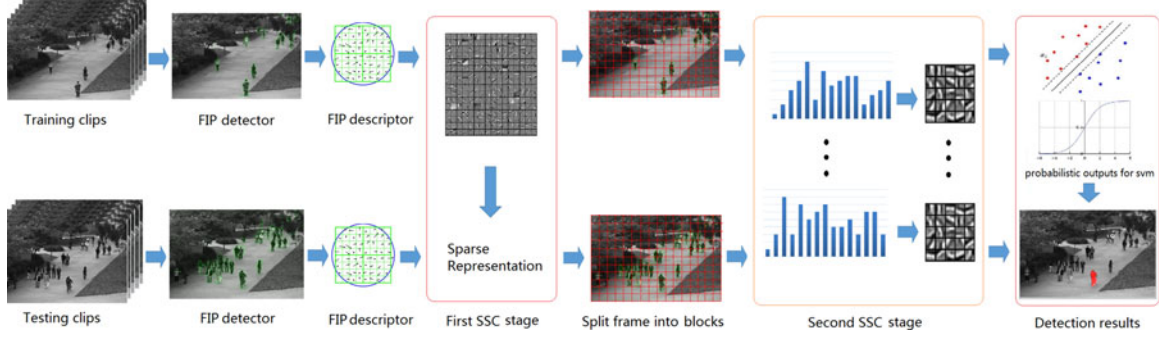 Training clips
FIP detector
FIP descriptor
probabilistic outputs for svm
Sparse
Representation
Testing clips
FIP detector
FIP descriptor
First SSC stage
Split frame into blocks
Second SSC stage
Detection results